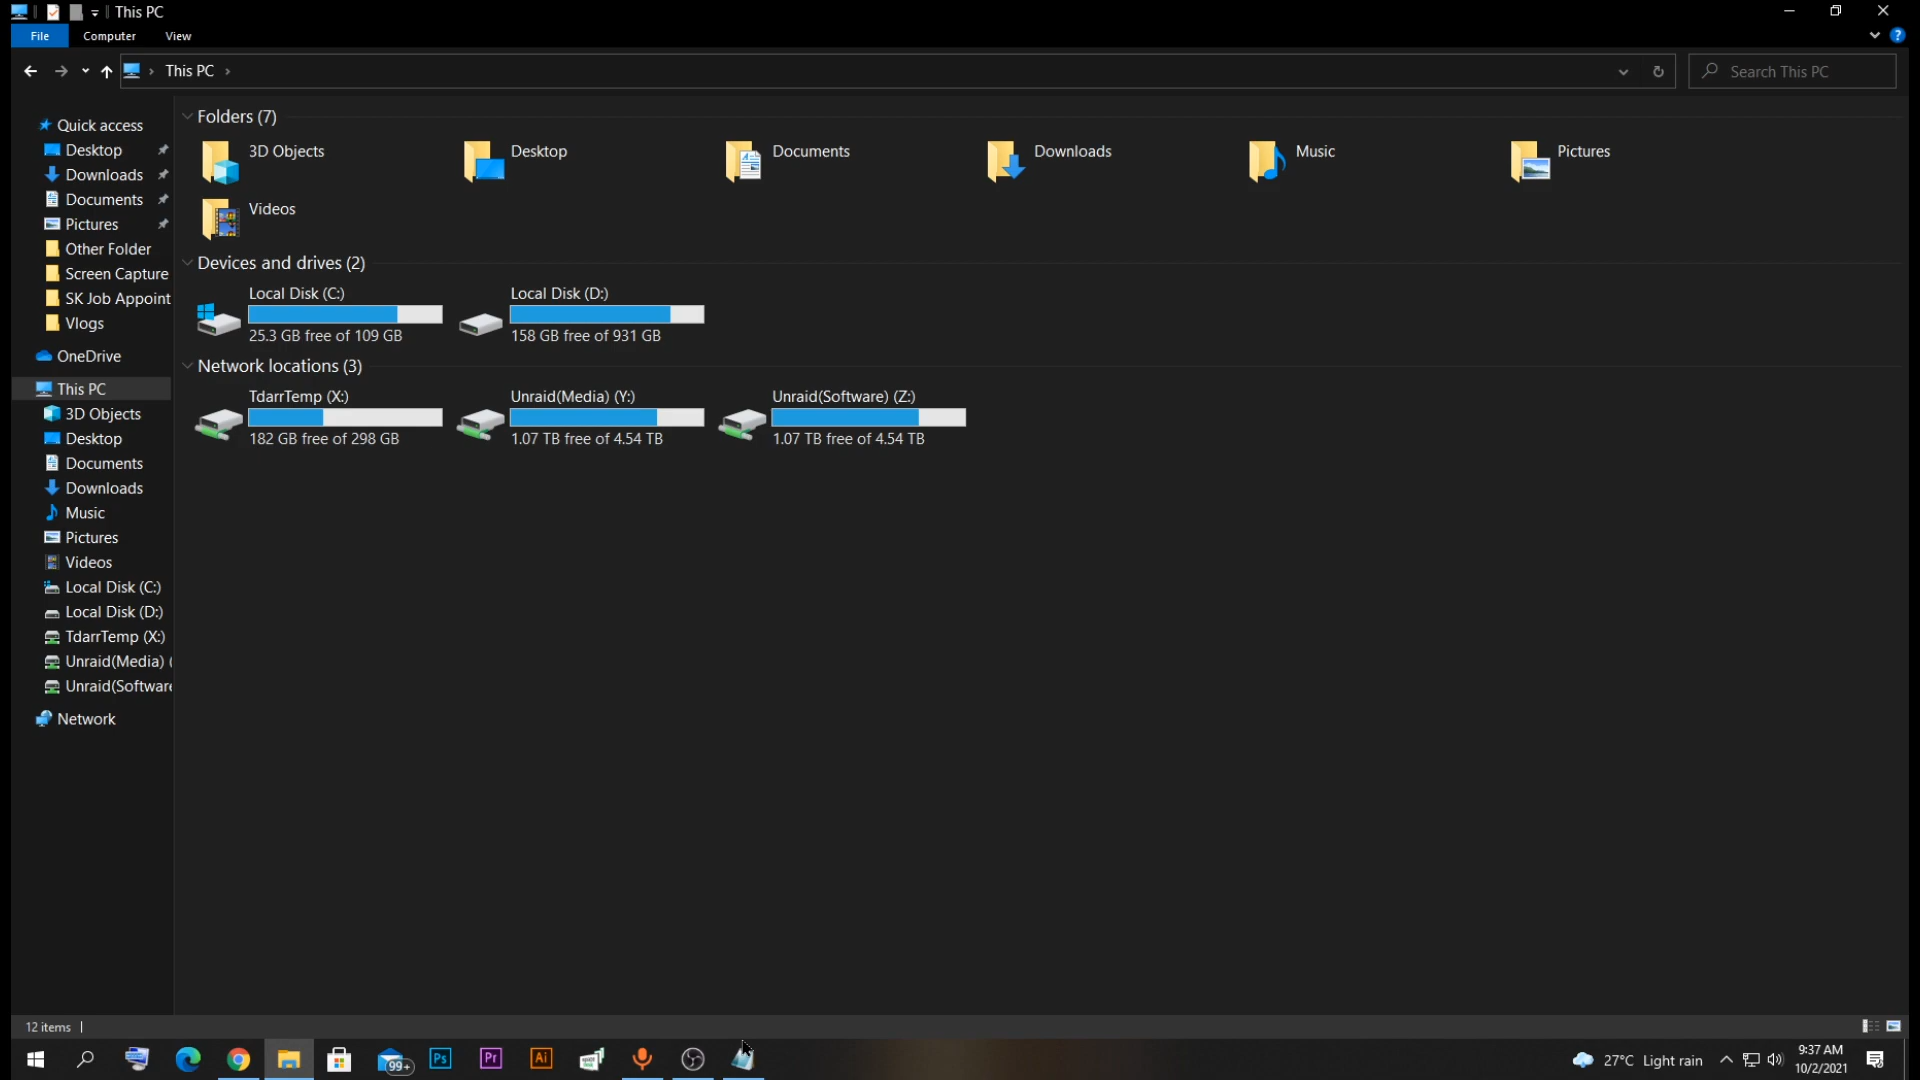 This PC
File Computer View
This PC
Search This PC
Quick access
Desktop
Downloads
Documents
Pictures
Other Folder
Screen Capture
SK Job Appoint
Vlogs
OneDrive
This PC
3D Objects
Desktop
Documents
Downloads
Music
Pictures
Videos
Local Disk (C:)
Local Disk (D:)
TdarrTemp (X:)
Unraid(Media) (
Unraid(Software
Network
Folders (7)
3D Objects
Desktop
Documents
Downloads
Music
Pictures
Videos
Devices and drives (2)
Local Disk (C:)
25.3 GB free of 109 GB
Local Disk (D:)
158 GB free of 931 GB
Network locations (3)
TdarrTemp (X:)
182 GB free of 298 GB
Unraid(Media) (Y:)
1.07 TB free of 4.54 TB
Unraid(Software) (Z:)
1.07 TB free of 4.54 TB
12 items
99+
Ps
Pr
Ai
27°C Light rain
9:37 AM
10/2/2021